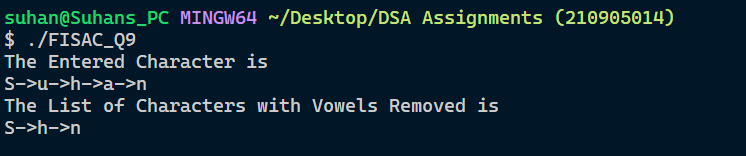 suhan@Suhans_PC MINGW64 ~/Desktop/DSA Assignments (210905014)
$ ./FISAC_Q9
The Entered Character is
S->u->h->a->n
The List of Characters with Vowels Removed is
S->h->n